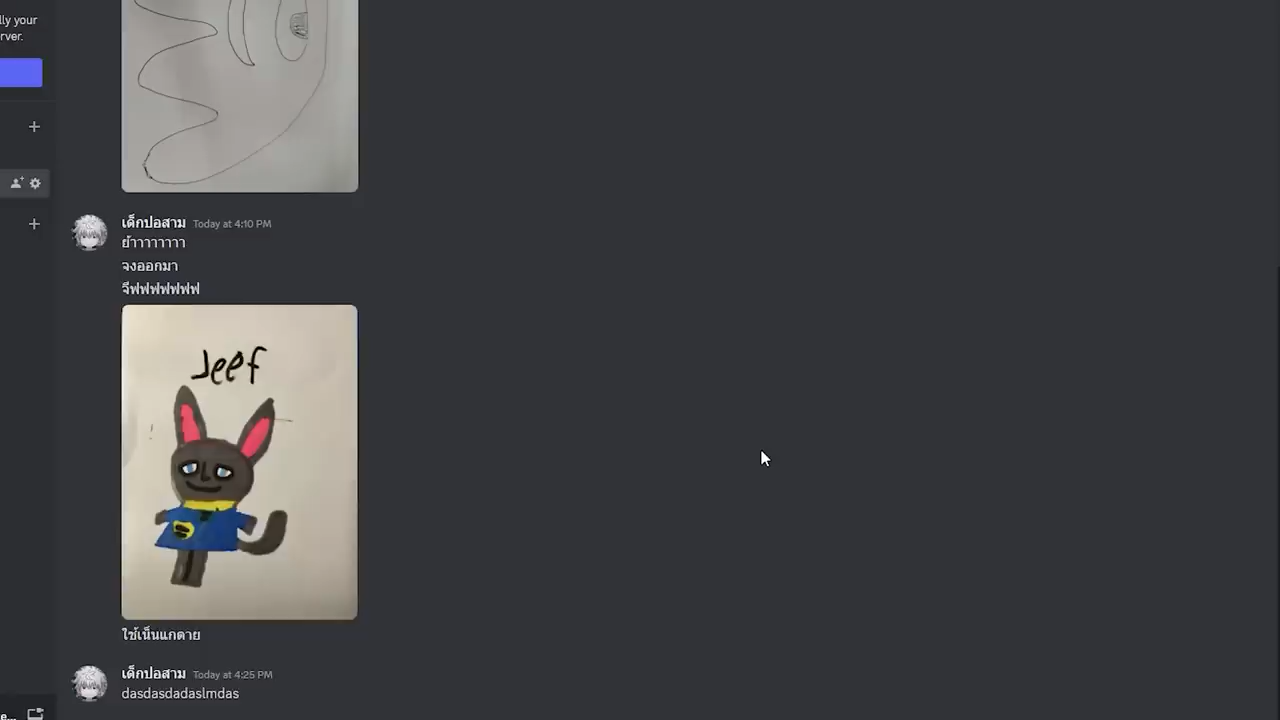 lly your
rver.
เด็กปอสาม Today at 4:10 PM
ย้าาาาาาา
จงออกมา
จีฟฟฟฟฟฟฟ
Jeef
ใช้เน็นแกตาย
เด็กปอสาม Today at 4:25 PM
dasdasdadaslmdas
e...